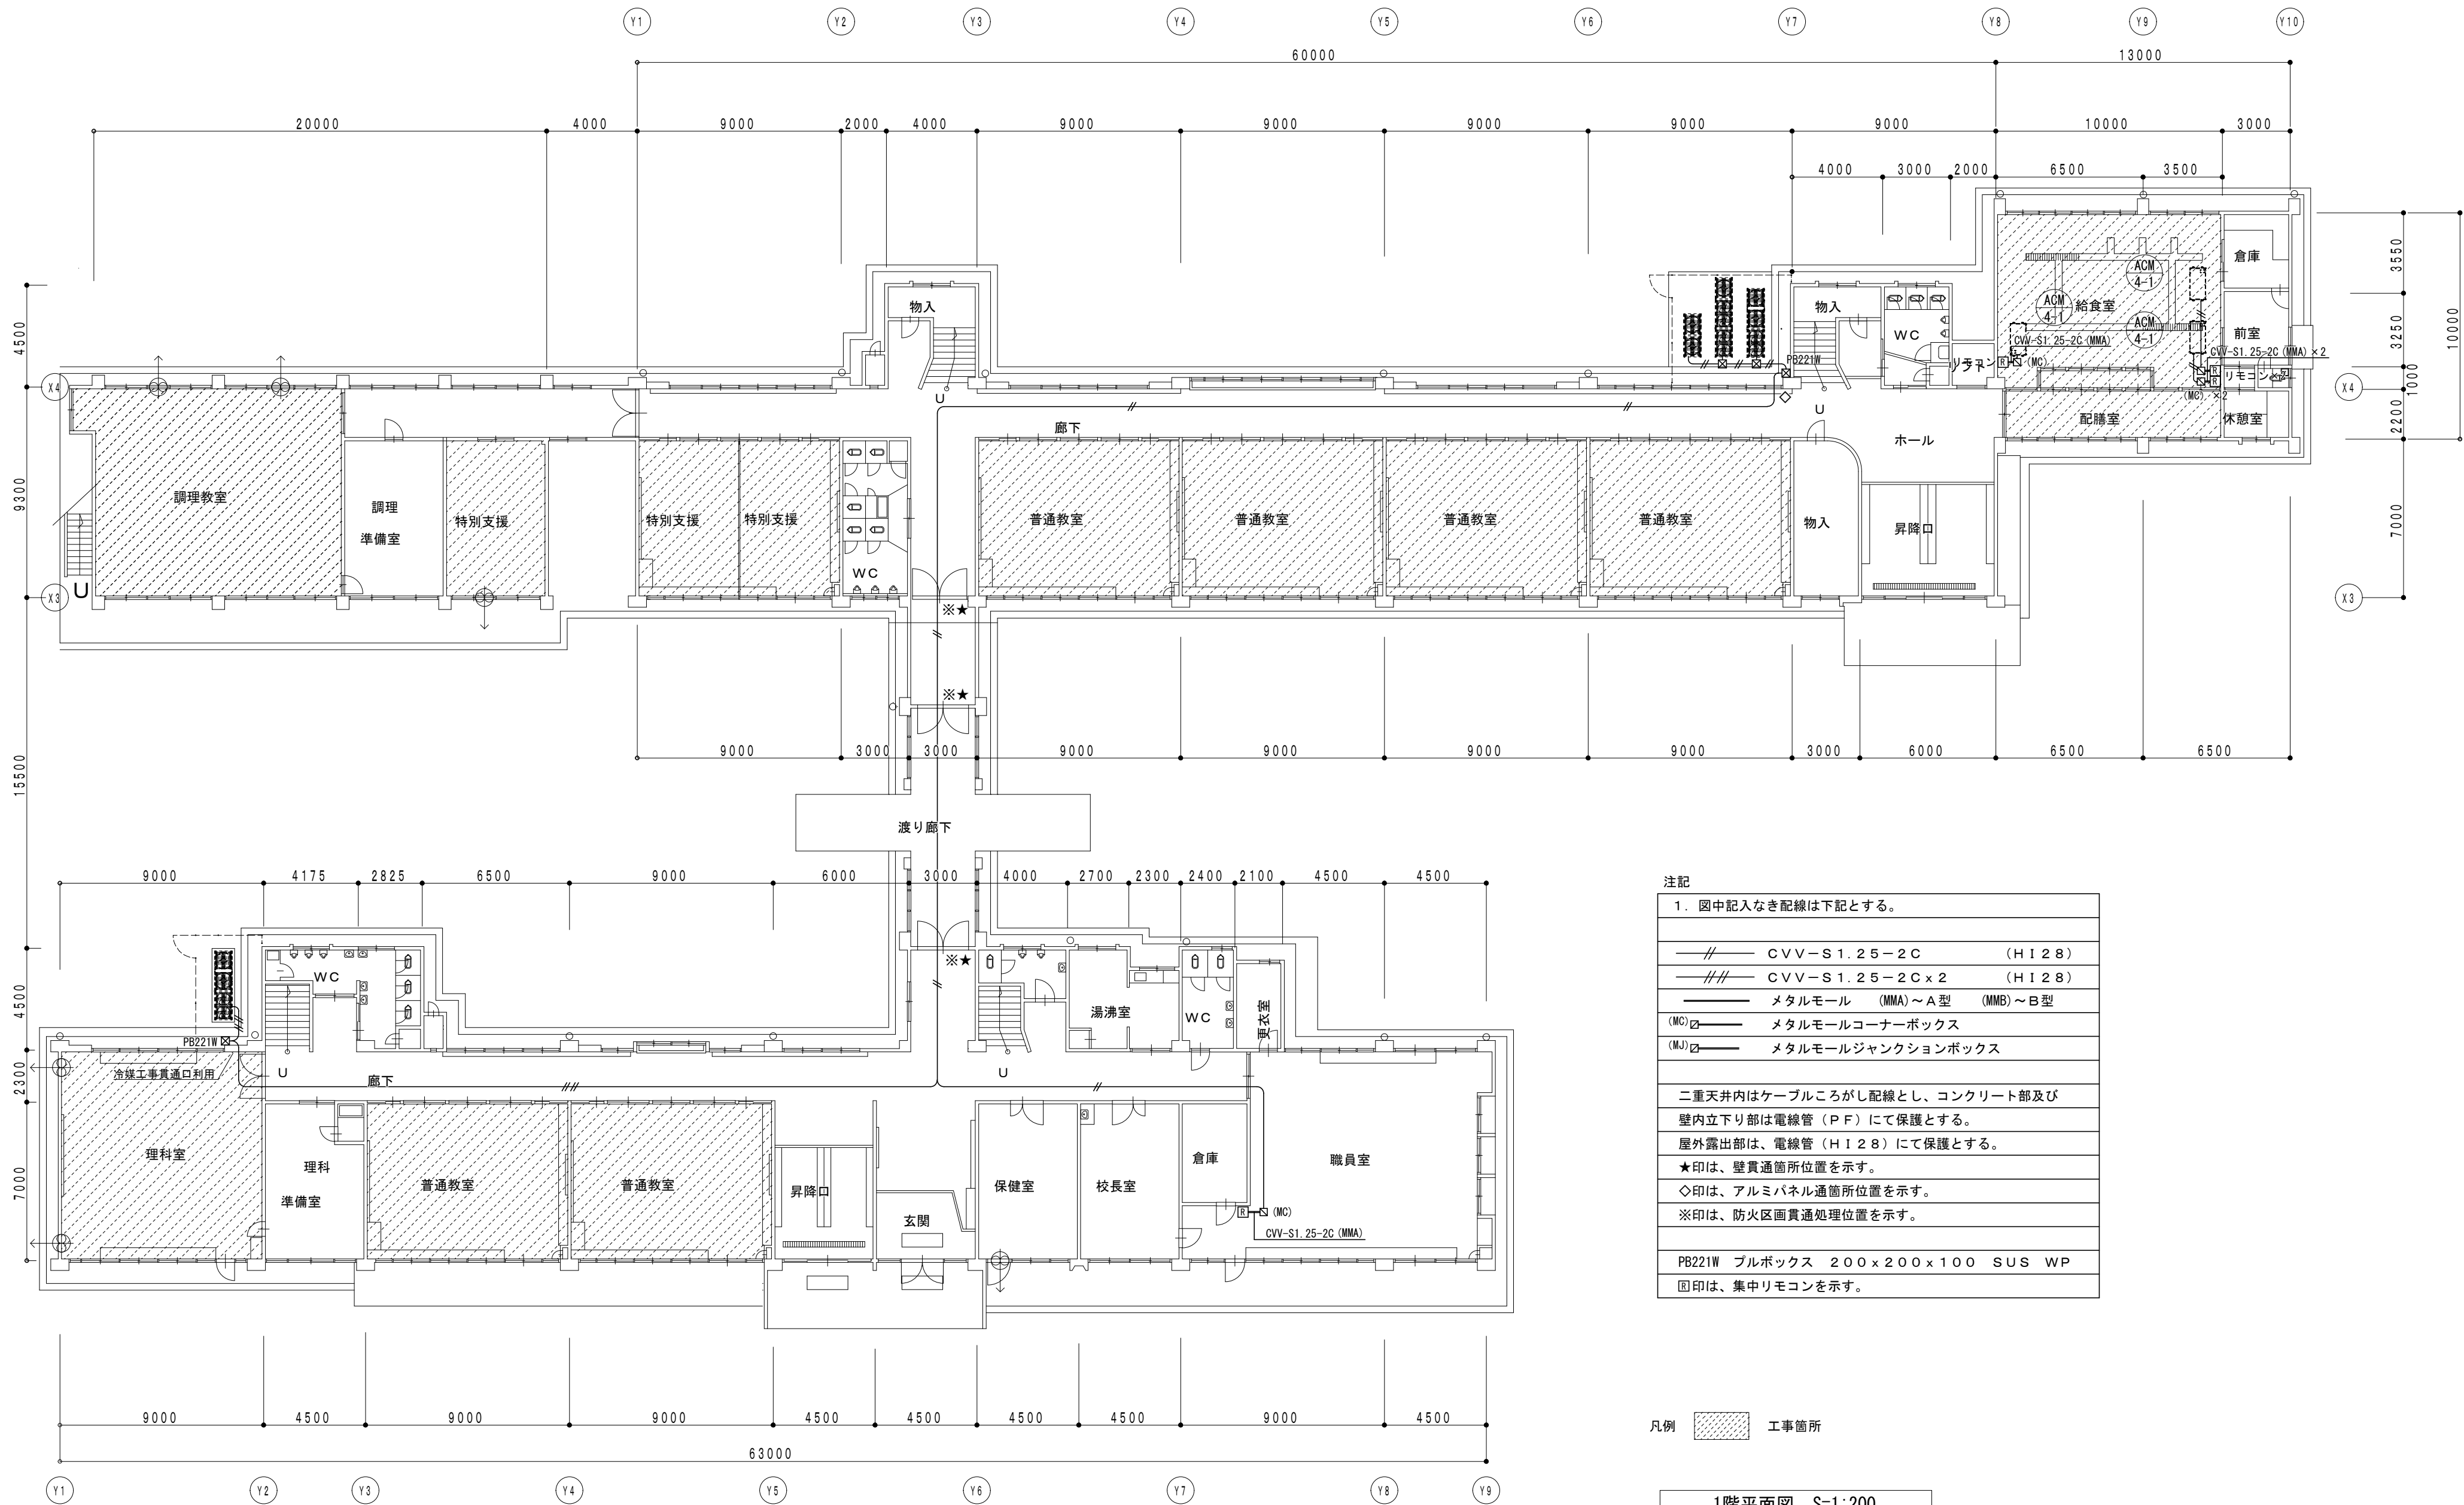 Y1 Y2 Y3 Y4 Y5 Y6 Y7 Y8 Y9 Y10
60000 13000
20000 4000 9000 2000 4000 9000 9000 9000 9000 9000 10000 3000
4000 3000 2000 6500 3500
4500
9300
15500
4500
2300
7000
3550
3250
1000
2200
7000
10000
X4
X3
X4
X3
物入
U
PB221W
物入
U
WC
リモコン
リフト
R
(MC)
CVV-S1.25-2C(MMA)
ACM
4-1
ACM
4-1
給食室
ACM
4-1
倉庫
前室
CVV-S1.25-2C(MMA)×2
R
R
リモコン×2
(MC) ×2
配膳室
休憩室
廊下
ホール
調理教室
調理
準備室
特別支援
特別支援
特別支援
WC
普通教室
普通教室
普通教室
普通教室
物入
昇降口
U
※★
※★
9000 3000 3000 9000 9000 9000 9000 3000 6000 6500 6500
渡り廊下
9000 4175 2825 6500 9000 6000 3000 4000 2700 2300 2400 2100 4500 4500
※★
WC
湯沸室
WC
更衣室
PB221W
冷媒工事貫通口利用
U
廊下
U
理科室
理科
準備室
普通教室
普通教室
昇降口
玄関
保健室
校長室
倉庫
職員室
R
(MC)
CVV-S1.25-2C(MMA)
9000 4500 9000 9000 4500 4500 4500 4500 9000 4500
63000
Y1 Y2 Y3 Y4 Y5 Y6 Y7 Y8 Y9
注記
1. 図中記入なき配線は下記とする。
CVV-S1.25-2C (HI28)
CVV-S1.25-2Cx2 (HI28)
メタルモール (MMA)~A型 (MMB)~B型
(MC) メタルモールコーナーボックス
(MJ) メタルモールジャンクションボックス
二重天井内はケーブルころがし配線とし、コンクリート部及び
壁内立下り部は電線管(PF)にて保護とする。
屋外露出部は、電線管(HI28)にて保護とする。
★印は、壁貫通箇所位置を示す。
◇印は、アルミパネル通箇所位置を示す。
※印は、防火区画貫通処理位置を示す。
PB221W プルボックス 200x200x100 SUS WP
R印は、集中リモコンを示す。
凡例 工事箇所
1階平面図 S=1:200